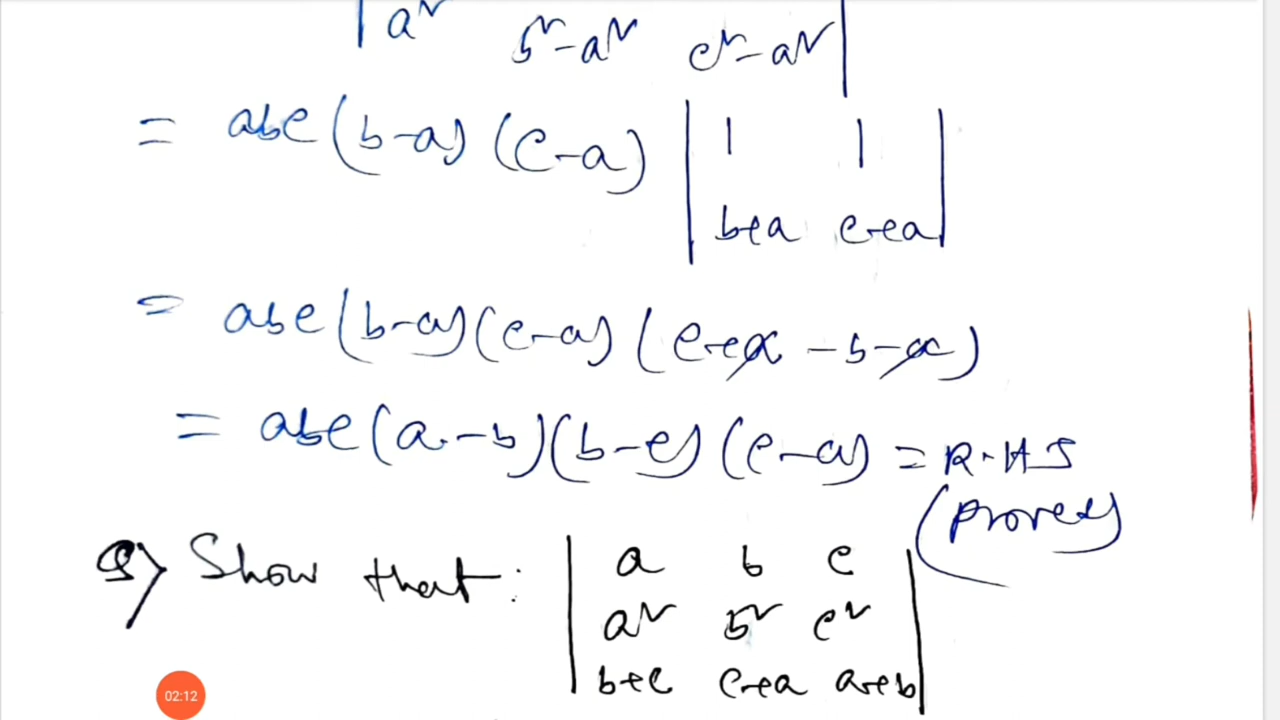 | a² b²-a² c²-a² |
= abc (b-a) (c-a) | 1 1 |
| b+a c+a |
= abc (b-a) (c-a) (c+a -b-a)
= abc (a-b) (b-c) (c-a) = R.H.S
(proved)
Q) Show that: | a b c |
| a² b² c² |
| b+c c+a a+b |
02:12